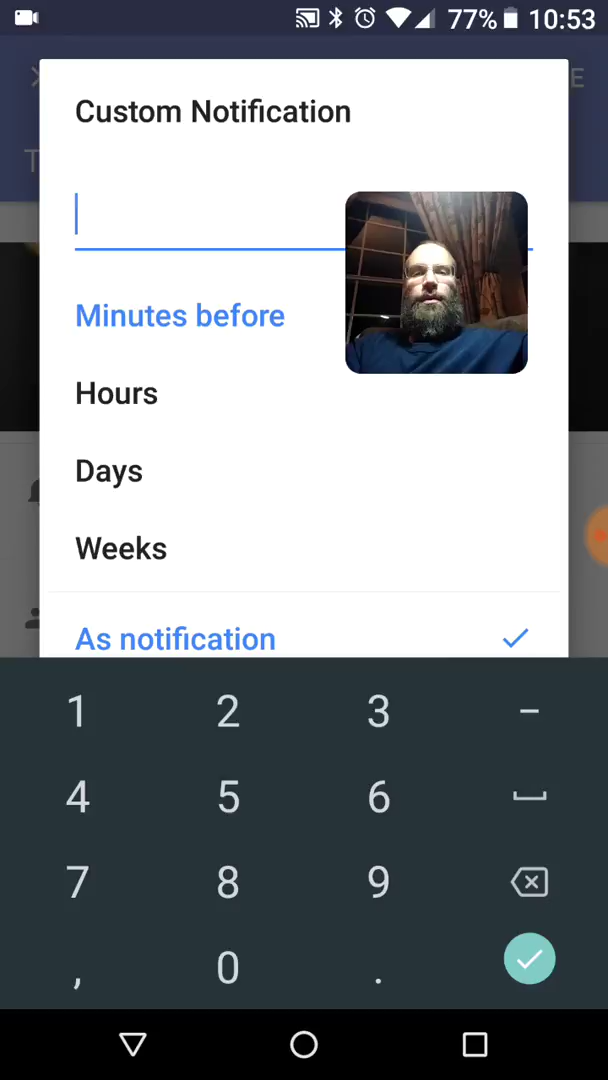 77% 10:53
E
T
Custom Notification
Minutes before
Hours
Days
Weeks
As notification
1 2 3 –
4 5 6
7 8 9
, 0 .